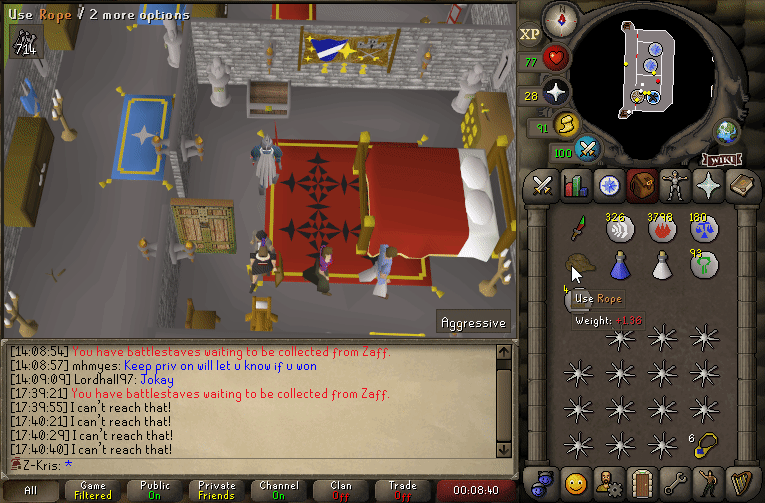 Use Rope / 2 more options
714
XP
77
28
91
100
WIKI
326
3798
180
93
4
Use Rope
Weight: +1.36
6
Aggressive
[14:08:54] You have battlestaves waiting to be collected from Zaff.
[14:08:57] mhmyes: Keep priv on will let u know if u won
[14:09:09] Lordhall97: Jokay
[17:39:21] You have battlestaves waiting to be collected from Zaff.
[17:39:55] I can't reach that!
[17:40:21] I can't reach that!
[17:40:29] I can't reach that!
[17:40:40] I can't reach that!
Z-Kris: *
All
Game
Filtered
Public
On
Private
Friends
Channel
On
Clan
Off
Trade
Off
00:08:40